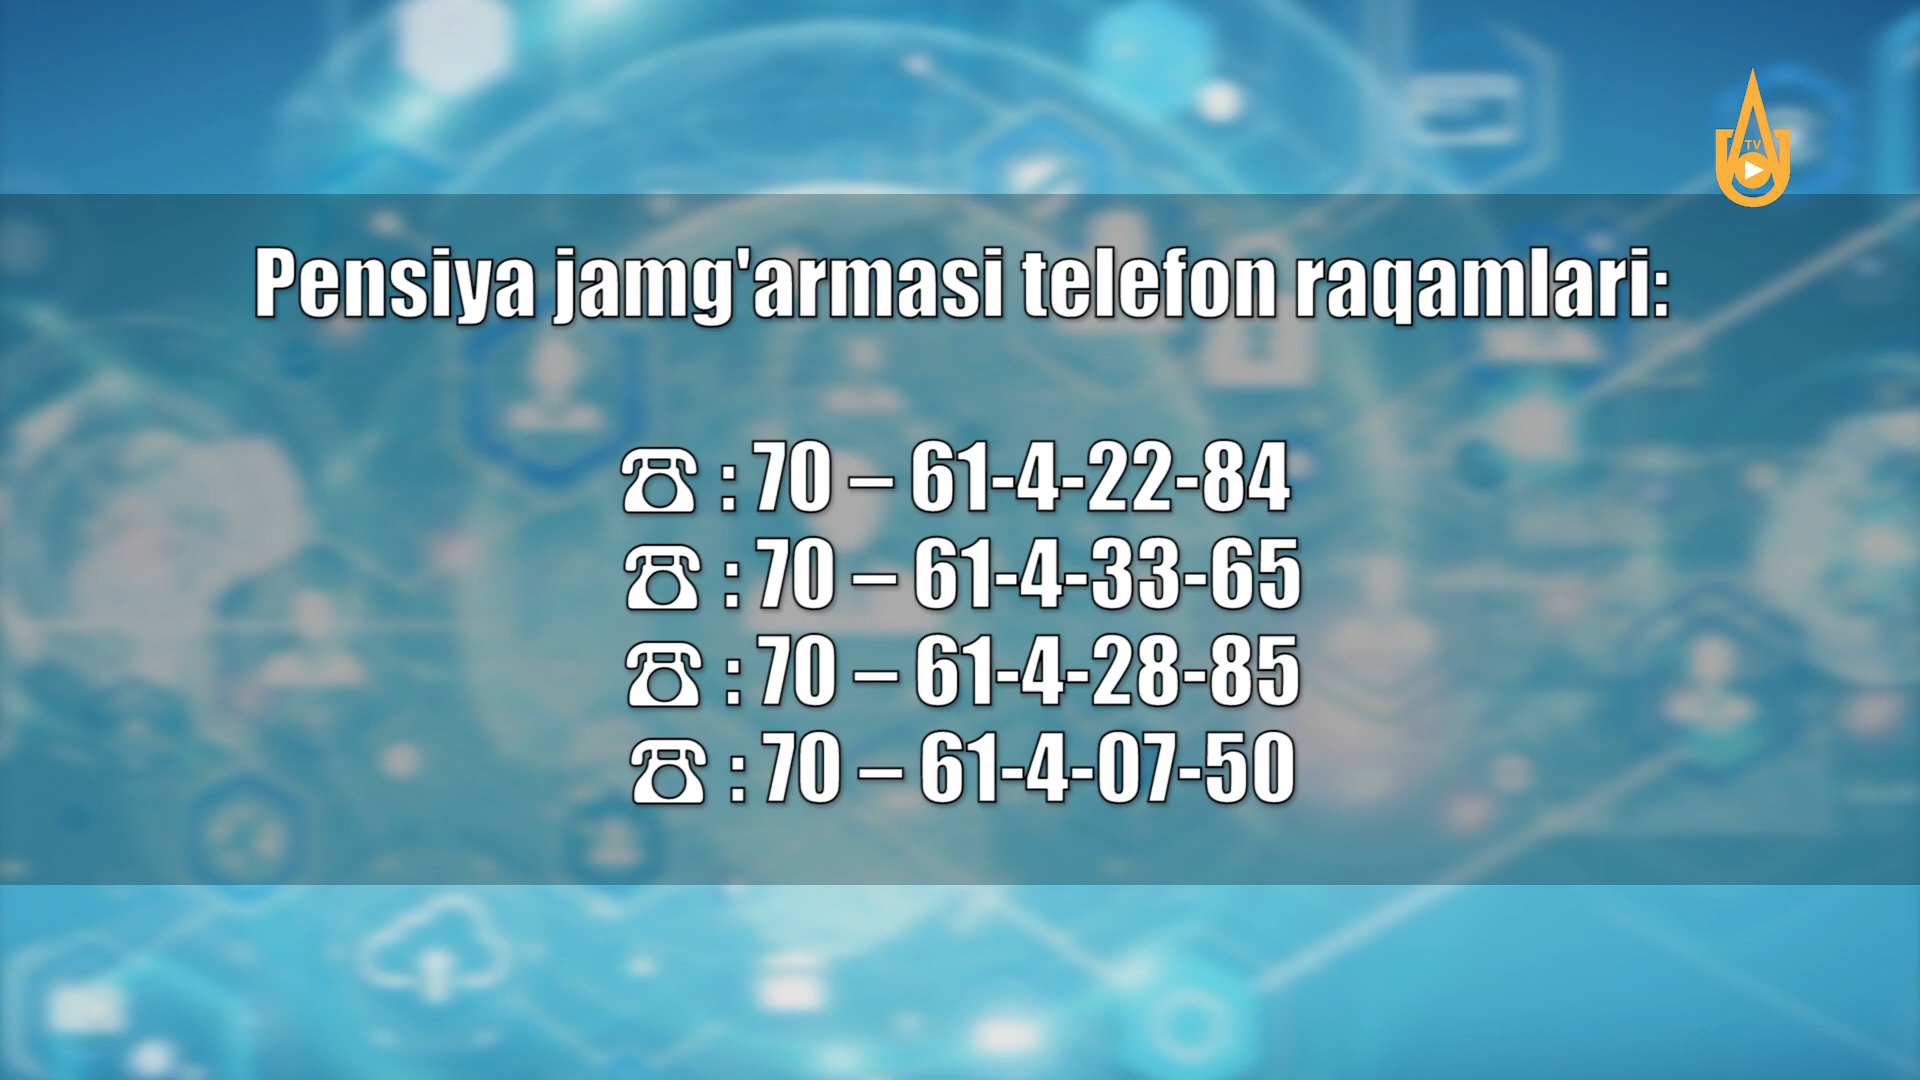 TV
Pensiya jamg'armasi telefon raqamlari:
☎ : 70 – 61-4-22-84
☎ : 70 – 61-4-33-65
☎ : 70 – 61-4-28-85
☎ : 70 – 61-4-07-50